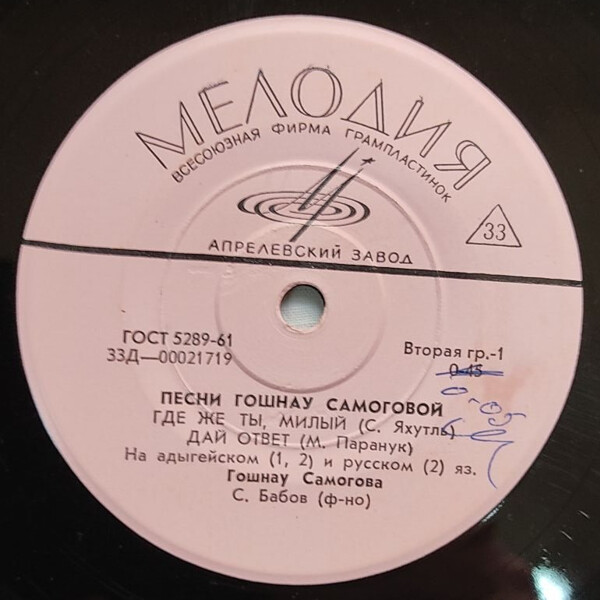 МЕЛОДИЯ
ВСЕСОЮЗНАЯ ФИРМА ГРАМПЛАСТИНОК
33
АПРЕЛЕВСКИЙ ЗАВОД
ГОСТ 5289-61
33Д—00021719
Вторая гр.-1
0-45
0-05
ПЕСНИ ГОШНАУ САМОГОВОЙ
ГДЕ ЖЕ ТЫ, МИЛЫЙ (С. Яхутль)
ДАЙ ОТВЕТ (М. Паранук)
На адыгейском (1, 2) и русском (2) яз.
Гошнау Самогова
С. Бабов (ф-но)